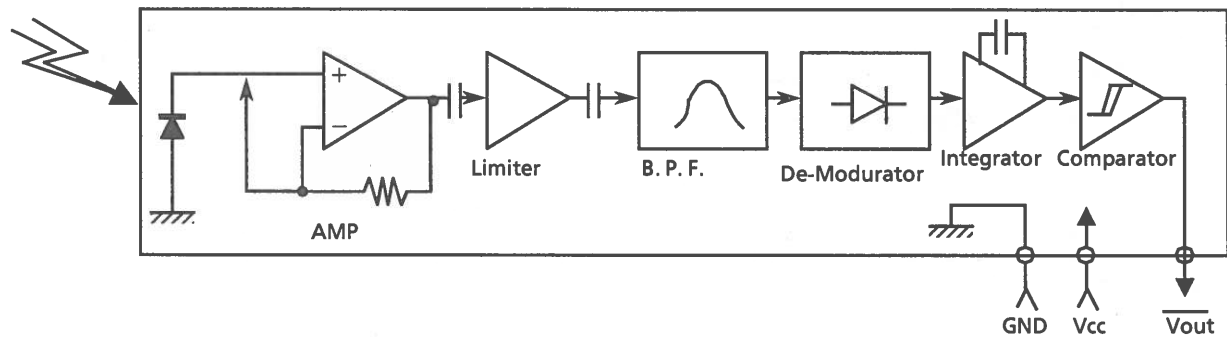 +
−
AMP
Limiter
B. P. F.
De-Modurator
Integrator
Comparator
GND
Vcc
Vout